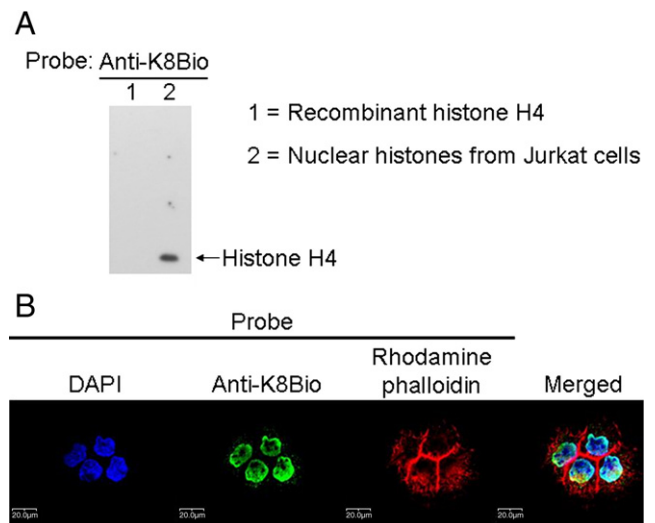 A
Probe: Anti-K8Bio
1 2
1 = Recombinant histone H4
2 = Nuclear histones from Jurkat cells
Histone H4
B
Probe
DAPI
Anti-K8Bio
Rhodamine
phalloidin
Merged
20.0µm
20.0µm
20.0µm
20.0µm